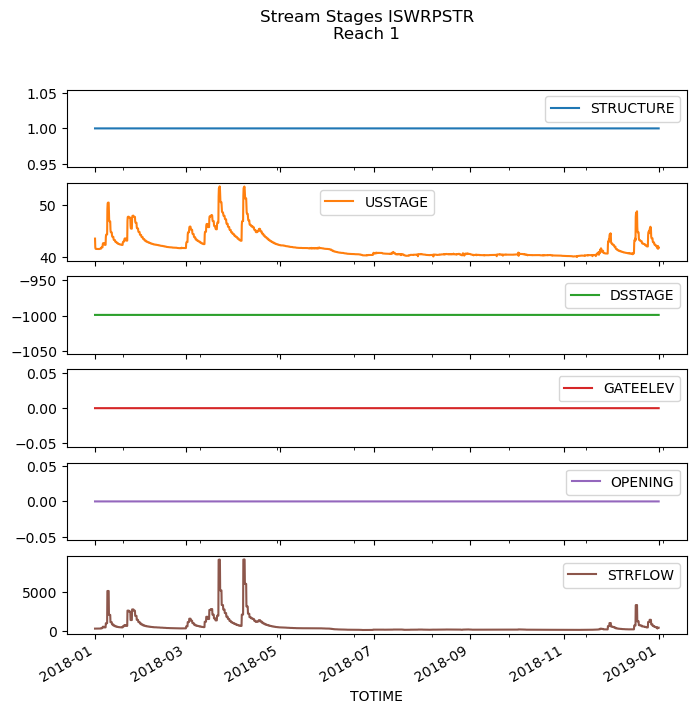 Stream Stages ISWRPSTR
Reach 1
1.05
1.00
0.95
STRUCTURE
50
40
USSTAGE
−950
−1000
−1050
DSSTAGE
0.05
0.00
−0.05
GATEELEV
0.05
0.00
−0.05
OPENING
5000
0
STRFLOW
2018-01
2018-03
2018-05
2018-07
2018-09
2018-11
2019-01
TOTIME